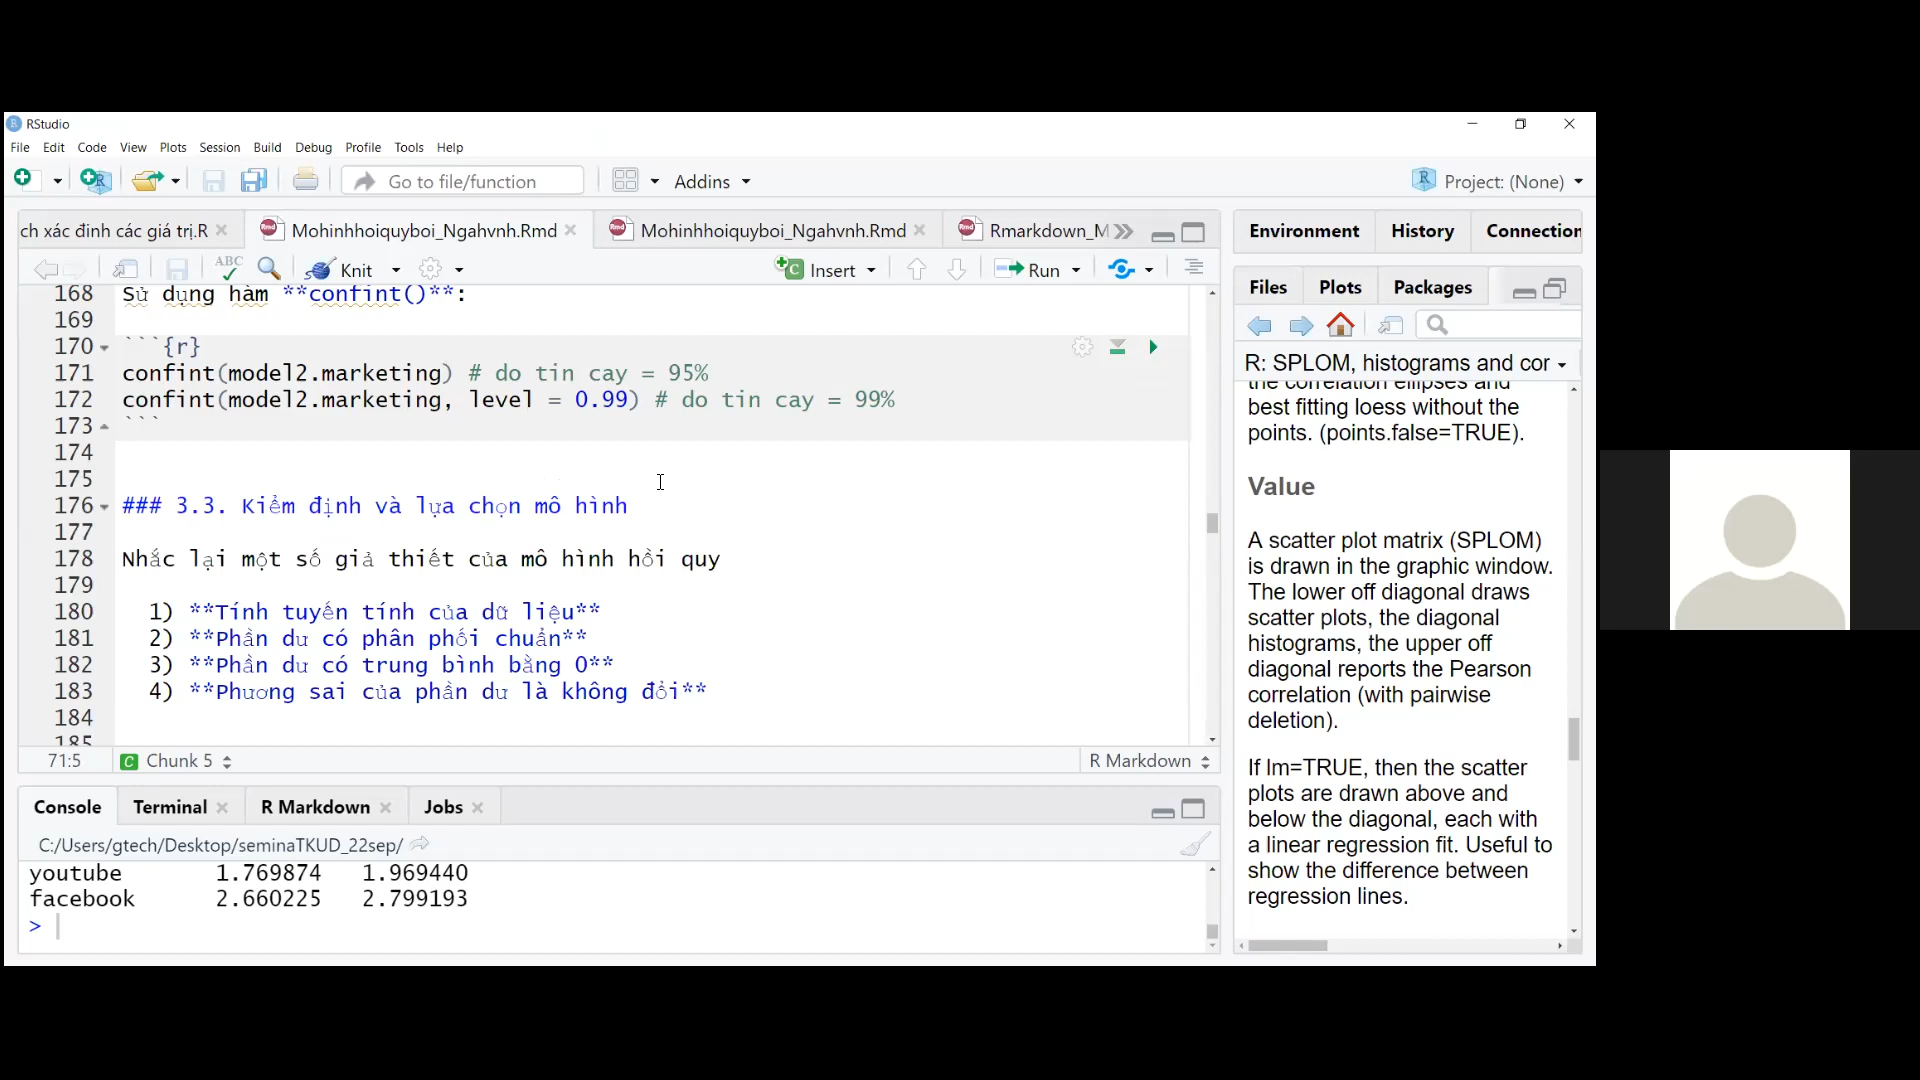 RStudio
File Edit Code View Plots Session Build Debug Profile Tools Help
Go to file/function Addins Project: (None)
ch xác đinh các giá trị.R Mohinhhoiquyboi_Ngahvnh.Rmd Mohinhhoiquyboi_Ngahvnh.Rmd Rmarkdown_M
ABC Knit Insert Run
168 Sử dụng hàm **confint()**:
169
170 ```{r}
171 confint(model2.marketing) # do tin cay = 95%
172 confint(model2.marketing, level = 0.99) # do tin cay = 99%
173 ```
174
175
176 ### 3.3. Kiểm định và lựa chọn mô hình
177
178 Nhắc lại một số giả thiết của mô hình hồi quy
179
180 1) **Tính tuyến tính của dữ liệu**
181 2) **Phần dư có phân phối chuẩn**
182 3) **Phần dư có trung bình bằng 0**
183 4) **Phương sai của phần dư là không đổi**
184
185
71:5 C Chunk 5 R Markdown
Console Terminal R Markdown Jobs
C:/Users/gtech/Desktop/seminaTKUD_22sep/
youtube 1.769874 1.969440
facebook 2.660225 2.799193
>
Environment History Connection
Files Plots Packages
R: SPLOM, histograms and cor
the correlation ellipses and
best fitting loess without the
points. (points.false=TRUE).
Value
A scatter plot matrix (SPLOM)
is drawn in the graphic window.
The lower off diagonal draws
scatter plots, the diagonal
histograms, the upper off
diagonal reports the Pearson
correlation (with pairwise
deletion).
If lm=TRUE, then the scatter
plots are drawn above and
below the diagonal, each with
a linear regression fit. Useful to
show the difference between
regression lines.